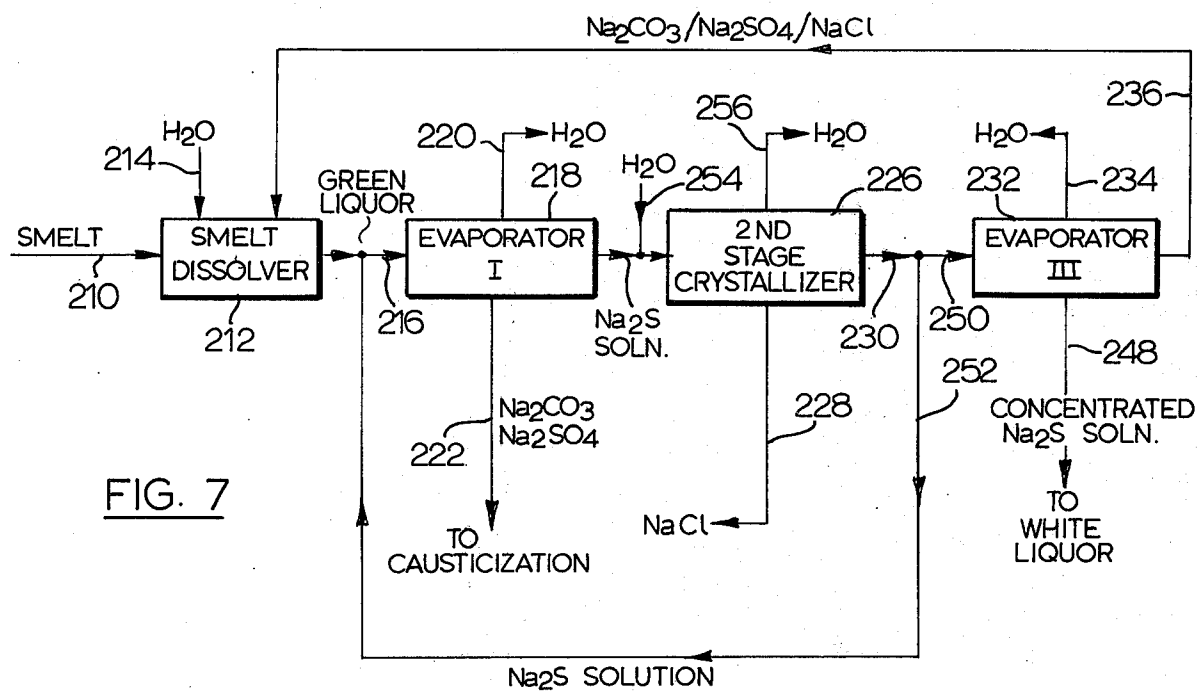 Na2CO3/Na2SO4/NaCl
236
H2O
214
220
H2O
256
H2O
H2O
254
226
H2O
232
234
GREEN
LIQUOR
218
SMELT
210
SMELT
DISSOLVER
212
216
EVAPORATOR
I
Na2S
SOLN.
2ND
STAGE
CRYSTALLIZER
230
250
EVAPORATOR
III
248
252
Na2CO3
Na2SO4
222
228
CONCENTRATED
Na2S SOLN.
FIG. 7
TO
CAUSTICIZATION
NaCl
TO
WHITE
LIQUOR
Na2S SOLUTION